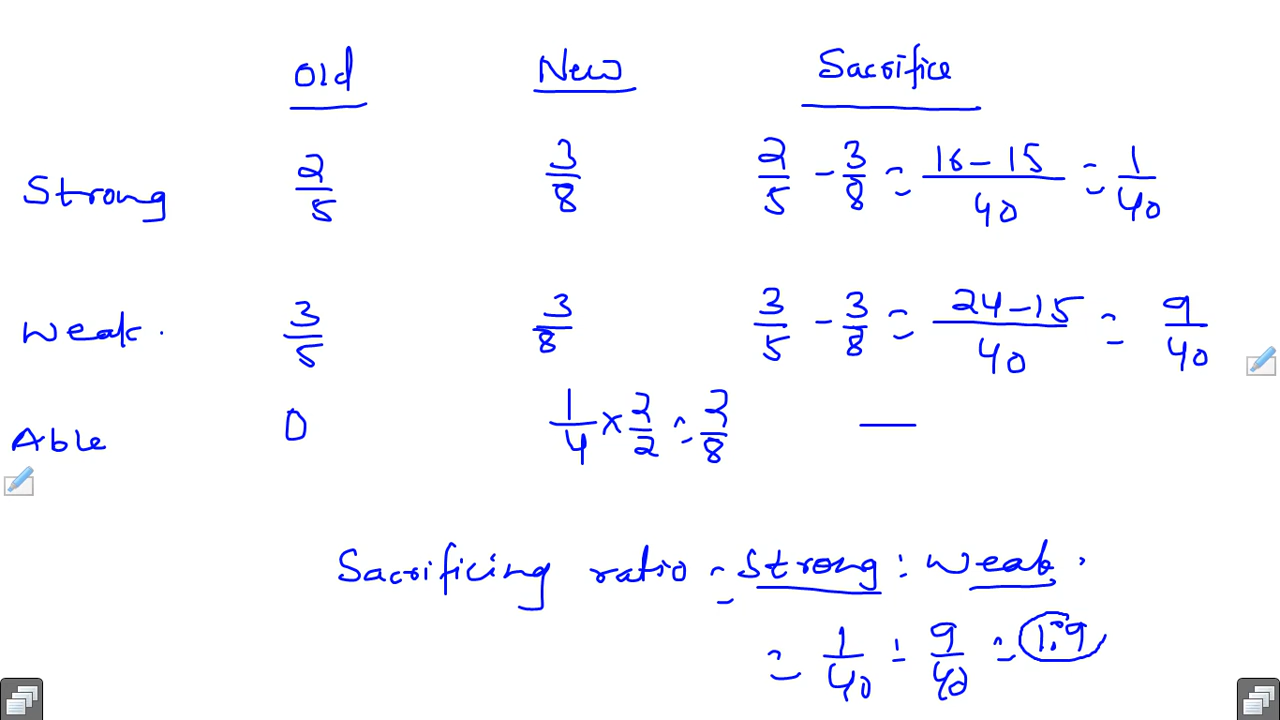 Old New Sacrifice
Strong 2/5 3/8 2/5 - 3/8 = 16-15/40 = 1/40
Weak. 3/5 3/8 3/5 - 3/8 = 24-15/40 = 9/40
Able 0 1/4 × 2/2 = 2/8 —
Sacrificing ratio = Strong : Weak.
= 1/40 : 9/40 = 1:9